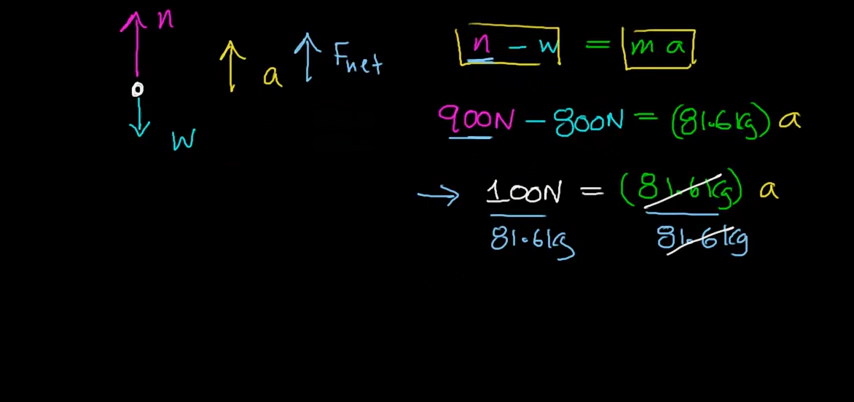 n
w
a
Fnet
n - w = m a
900N - 800N = (81.6kg) a
→ 100N = (81.6kg) a
81.6kg 81.6kg